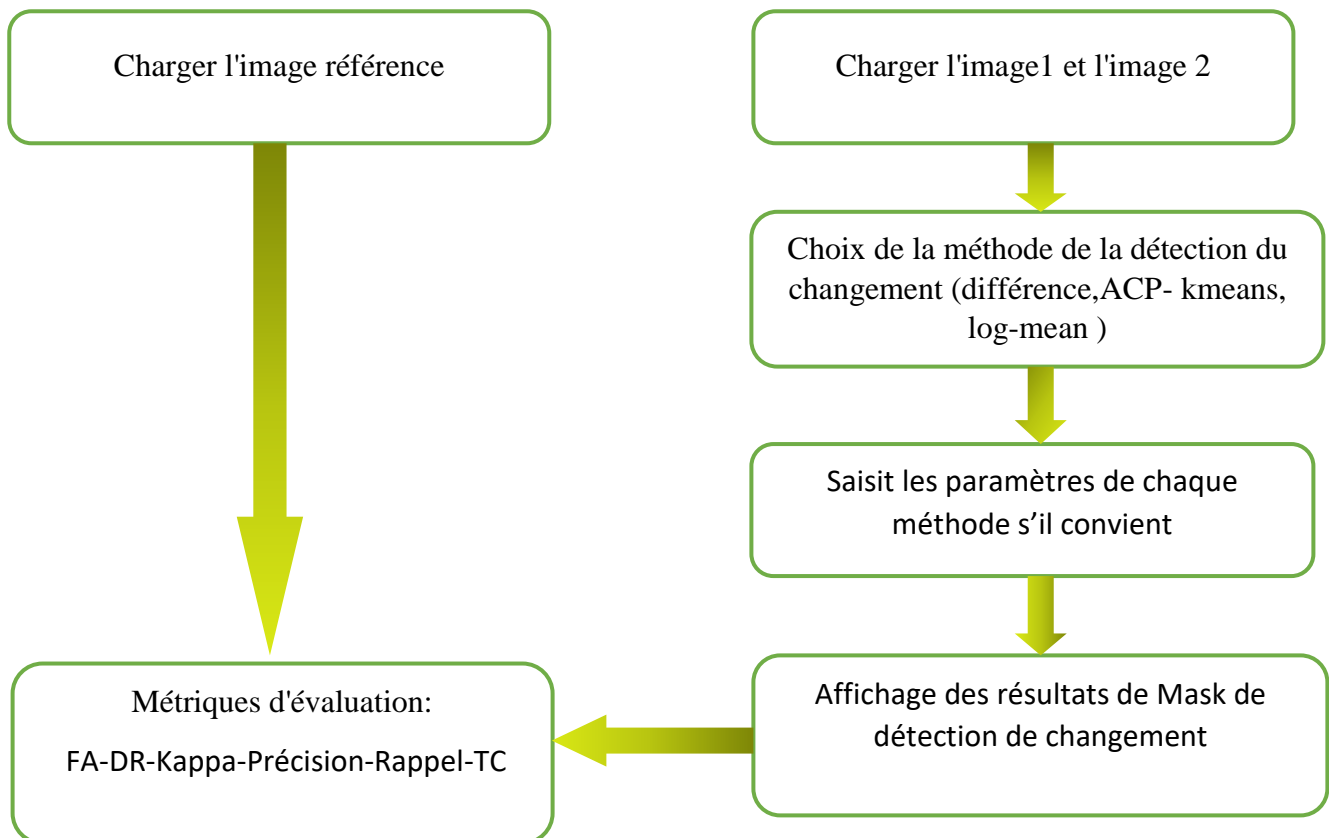 Charger l'image référence
Charger l'image1 et l'image 2
Choix de la méthode de la détection du
changement (différence,ACP- kmeans,
log-mean )
Saisit les paramètres de chaque
méthode s’il convient
Affichage des résultats de Mask de
détection de changement
Métriques d'évaluation:
FA-DR-Kappa-Précision-Rappel-TC